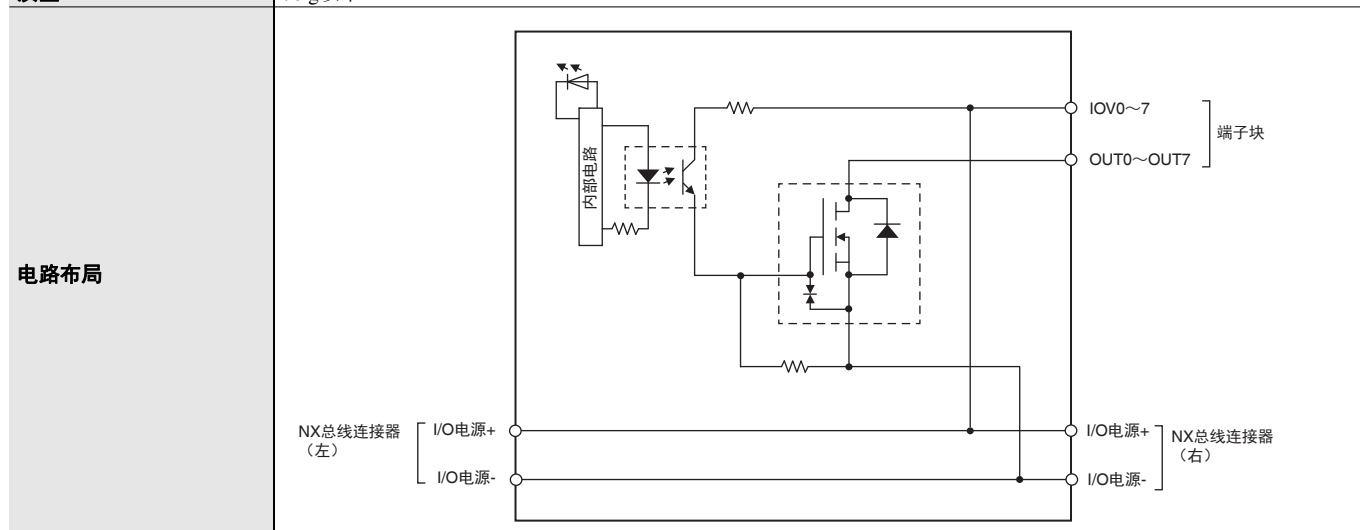 电路布局
内部电路
IOV0～7
端子块
OUT0～OUT7
NX总线连接器
（左）
I/O电源+
I/O电源-
I/O电源+
I/O电源-
NX总线连接器
（右）